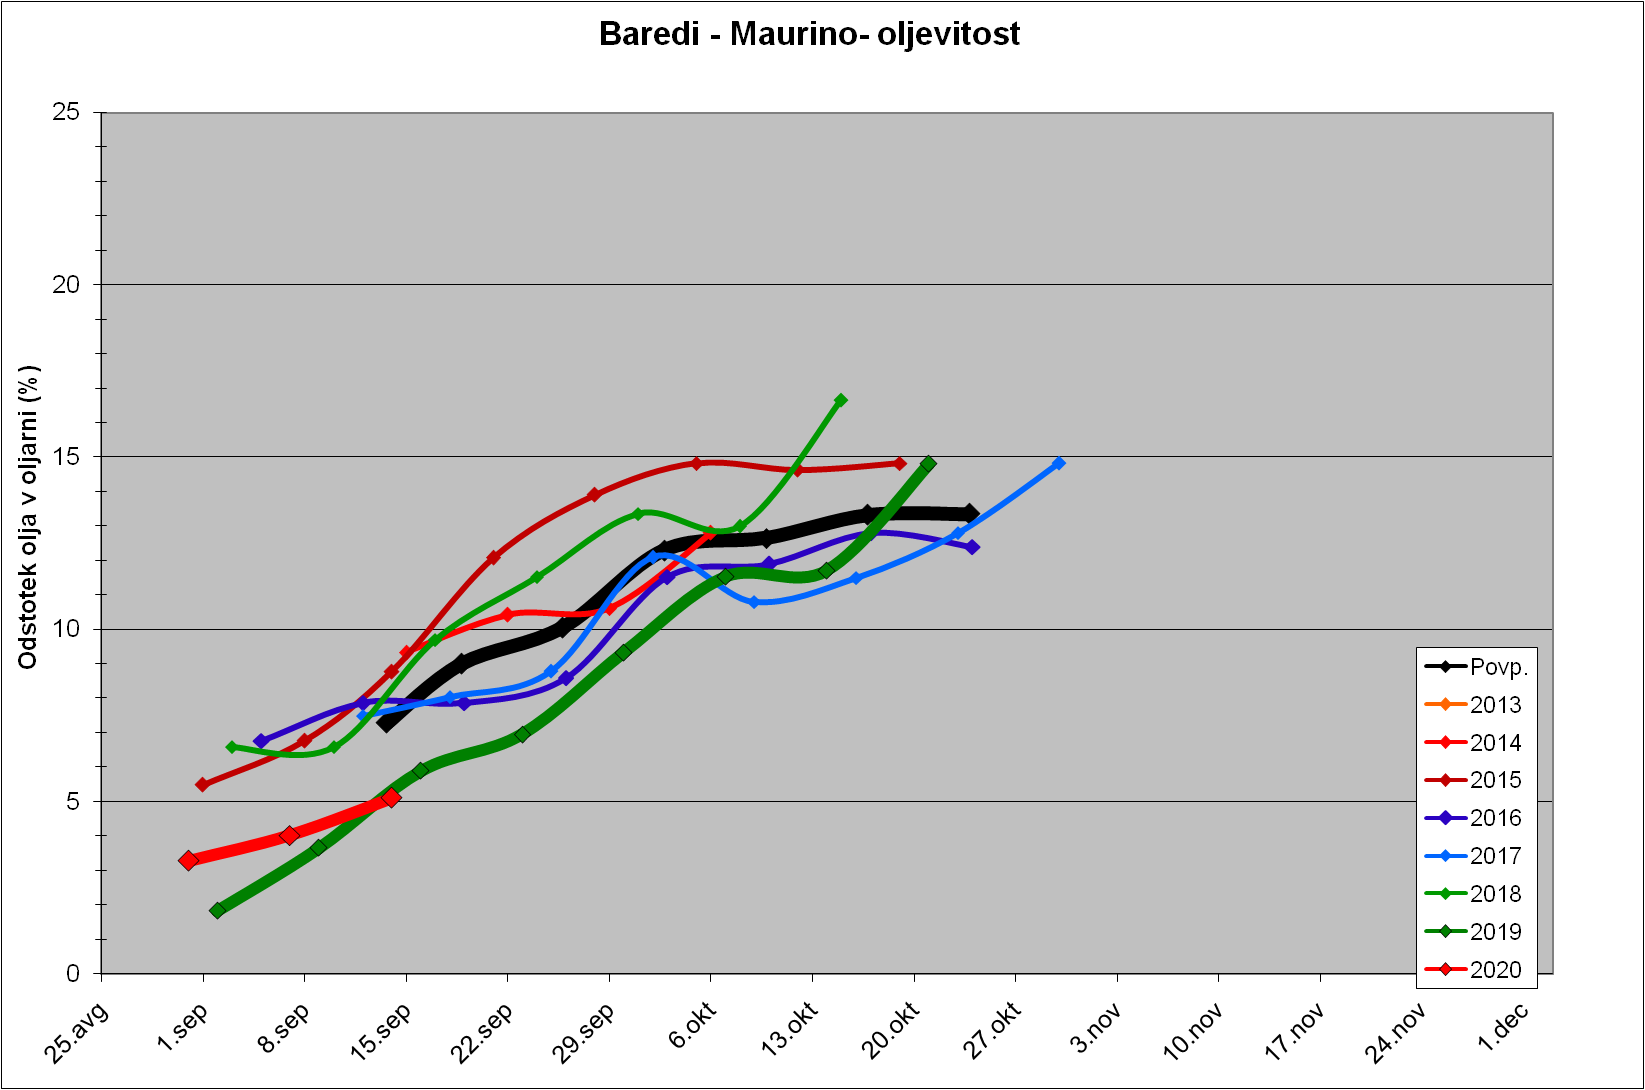 Baredi - Maurino- oljevitost
Odstotek olja v oljarni (%)
25
20
15
10
5
0
25.avg
1.sep
8.sep
15.sep
22.sep
29.sep
6.okt
13.okt
20.okt
27.okt
3.nov
10.nov
17.nov
24.nov
1.dec
Povp.
2013
2014
2015
2016
2017
2018
2019
2020